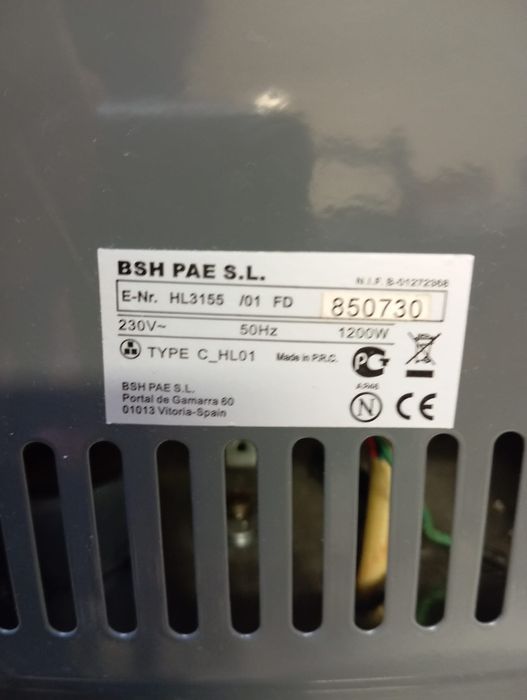 BSH PAE S.L.
N.I.F. B-01272368
E-Nr. HL3155 /01 FD 850730
230V~ 50Hz 1200W
TYPE C_HL01 Made in P.R.C.
BSH PAE S.L.
Portal de Gamarra 60
01013 Vitoria-Spain
N CE